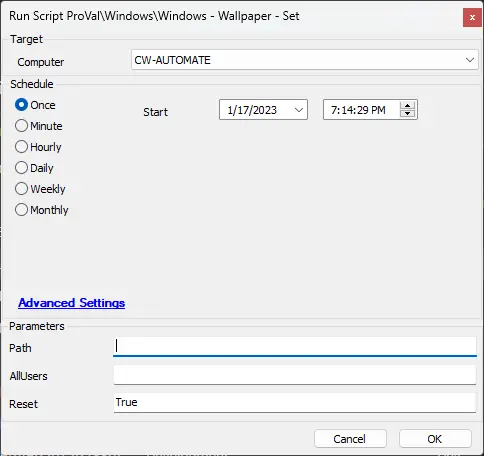 Run Script ProVal\Windows\Windows - Wallpaper - Set
Target
Computer CW-AUTOMATE
Schedule
Once Start 1/17/2023 7:14:29 PM
Minute
Hourly
Daily
Weekly
Monthly
Advanced Settings
Parameters
Path
AllUsers
Reset True
Cancel OK